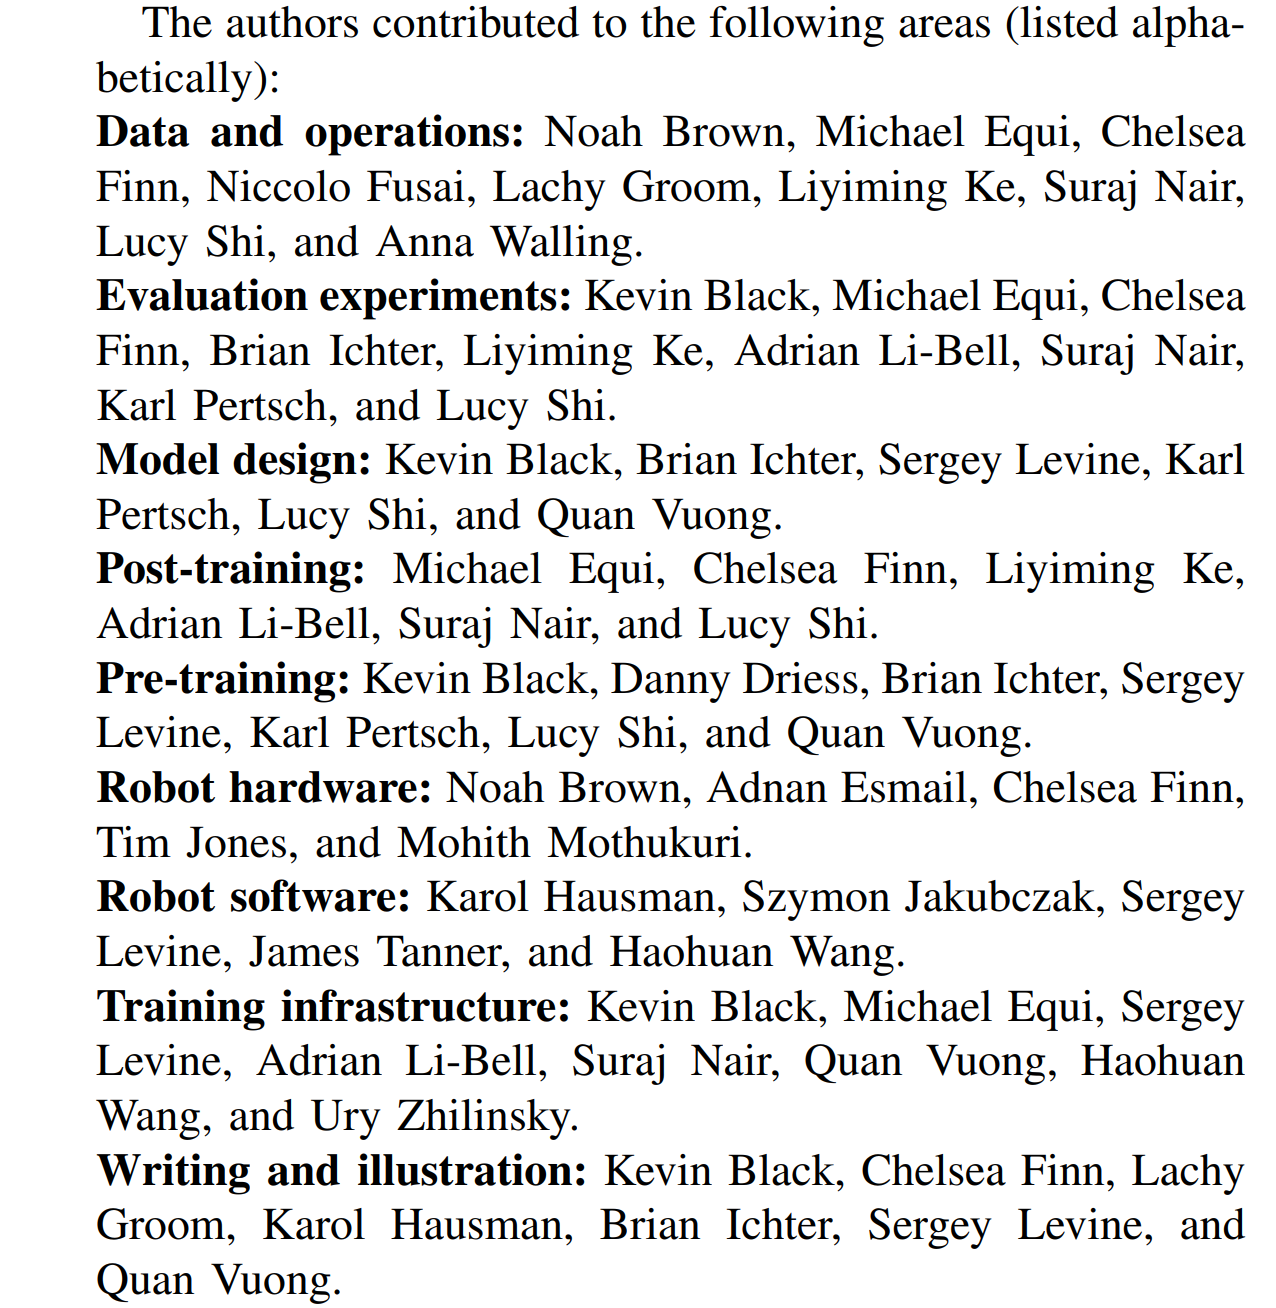 The authors contributed to the following areas (listed alpha-
betically):
Data and operations: Noah Brown, Michael Equi, Chelsea
Finn, Niccolo Fusai, Lachy Groom, Liyiming Ke, Suraj Nair,
Lucy Shi, and Anna Walling.
Evaluation experiments: Kevin Black, Michael Equi, Chelsea
Finn, Brian Ichter, Liyiming Ke, Adrian Li-Bell, Suraj Nair,
Karl Pertsch, and Lucy Shi.
Model design: Kevin Black, Brian Ichter, Sergey Levine, Karl
Pertsch, Lucy Shi, and Quan Vuong.
Post-training: Michael Equi, Chelsea Finn, Liyiming Ke,
Adrian Li-Bell, Suraj Nair, and Lucy Shi.
Pre-training: Kevin Black, Danny Driess, Brian Ichter, Sergey
Levine, Karl Pertsch, Lucy Shi, and Quan Vuong.
Robot hardware: Noah Brown, Adnan Esmail, Chelsea Finn,
Tim Jones, and Mohith Mothukuri.
Robot software: Karol Hausman, Szymon Jakubczak, Sergey
Levine, James Tanner, and Haohuan Wang.
Training infrastructure: Kevin Black, Michael Equi, Sergey
Levine, Adrian Li-Bell, Suraj Nair, Quan Vuong, Haohuan
Wang, and Ury Zhilinsky.
Writing and illustration: Kevin Black, Chelsea Finn, Lachy
Groom, Karol Hausman, Brian Ichter, Sergey Levine, and
Quan Vuong.